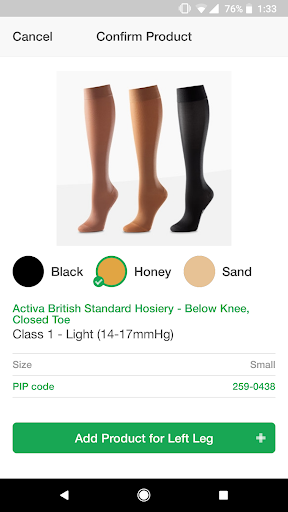 76% 1:33
Cancel Confirm Product
Black Honey Sand
Activa British Standard Hosiery - Below Knee,
Closed Toe
Class 1 - Light (14-17mmHg)
Size Small
PIP code 259-0438
Add Product for Left Leg +